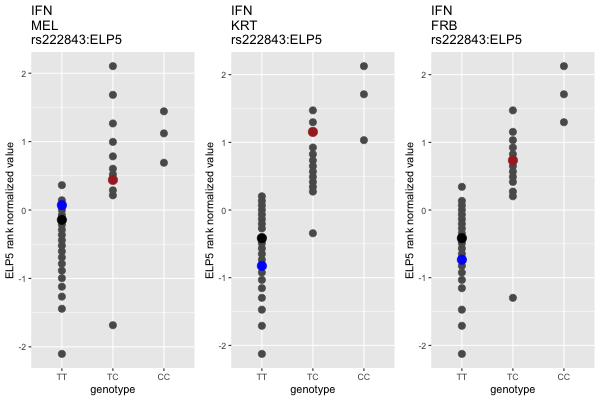 IFN
MEL
rs222843:ELP5
ELP5 rank normalized value
2
1
0
-1
-2
TT TC CC
genotype
IFN
KRT
rs222843:ELP5
ELP5 rank normalized value
2
1
0
-1
-2
TT TC CC
genotype
IFN
FRB
rs222843:ELP5
ELP5 rank normalized value
2
1
0
-1
-2
TT TC CC
genotype